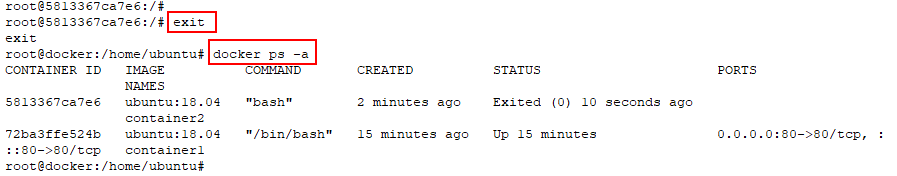 root@5813367ca7e6:/#
root@5813367ca7e6:/# exit
exit
root@docker:/home/ubuntu# docker ps -a
CONTAINER ID   IMAGE          COMMAND       CREATED          STATUS                      PORTS
               NAMES
5813367ca7e6   ubuntu:18.04   "bash"        2 minutes ago    Exited (0) 10 seconds ago
               container2
72ba3ffe524b   ubuntu:18.04   "/bin/bash"   15 minutes ago   Up 15 minutes               0.0.0.0:80->80/tcp, :
::80->80/tcp   container1
root@docker:/home/ubuntu#